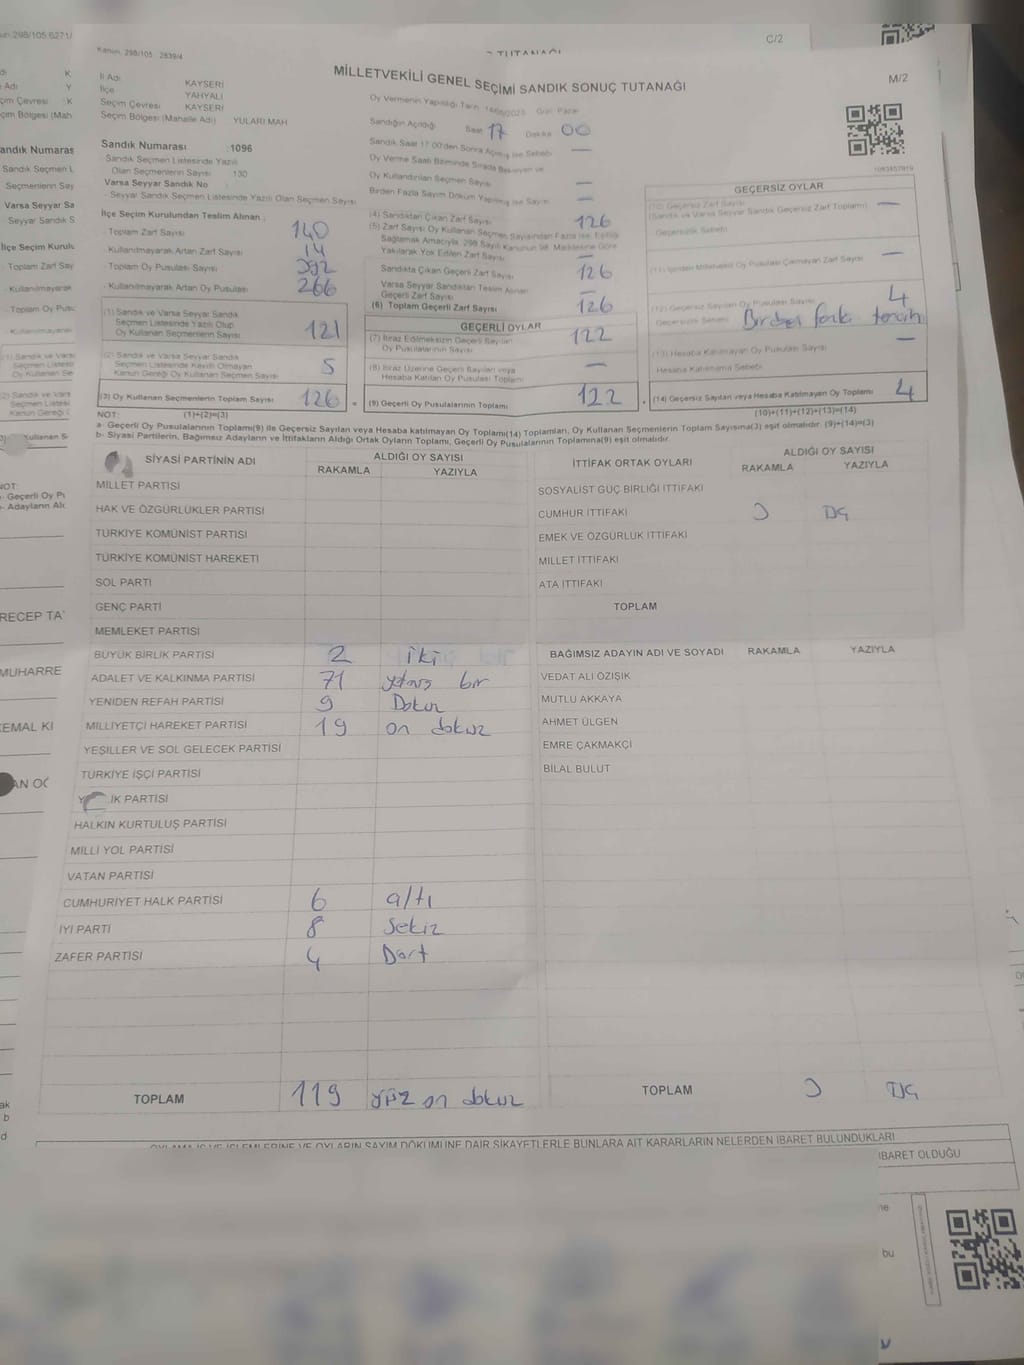 C/2
Kanun: 298/105 2839/4
MİLLETVEKİLİ GENEL SEÇİMİ SANDIK SONUÇ TUTANAĞI
M/2
İl Adı KAYSERİ
İlçe YAHYALI
Seçim Çevresi KAYSERİ
Seçim Bölgesi (Mahalle Adı) YULARI MAH
Oy Vermenin Yapıldığı Tarih 14/05/2023 Gün Pazar
Sandığın Açıldığı Saat 17 Dakika 00
Sandık Saat 17:00'den Sonra Açılmış İse Sebebi —
Oy Kullandırılan Seçmen Sayısı —
Birden Fazla Sayım Döküm Yapılmış İse Sayım —
Sandık Numarası : 1096
Sandık Seçmen Listesinde Yazılı
Olan Seçmenlerin Sayısı : 130
Varsa Seyyar Sandık No
- Seyyar Sandık Seçmen Listesinde Yazılı Olan Seçmen Sayısı
İlçe Seçim Kurulundan Teslim Alınan :
- Toplam Zarf Sayısı 140
- Kullanılmayarak Artan Zarf Sayısı 14
- Toplam Oy Pusulası Sayısı 392
- Kullanılmayarak Artan Oy Pusulası 266
(1) Sandık ve Varsa Seyyar Sandık
Seçmen Listesinde Yazılı Olup
Oy Kullanan Seçmenlerin Sayısı 121
(2) Sandık ve Varsa Seyyar Sandık
Seçmen Listesinde Kayıtlı Olmayan
Kanun Gereği Oy Kullanan Seçmen Sayısı 5
(3) Oy Kullanan Seçmenlerin Toplam Sayısı 126
(4) Sandıktan Çıkan Zarf Sayısı 126
(5) Zarf Sayısı Oy Kullanan Seçmen Sayısından Fazla İse, Eşitliği
Sağlamak Amacıyla, 298 Sayılı Kanunun 98. Maddesine Göre
Yakılarak Yok Edilen Zarf Sayısı —
Sandıkta Çıkan Geçerli Zarf Sayısı 126
Varsa Seyyar Sandıktan Teslim Alınan
Geçerli Zarf Sayısı —
(6) Toplam Geçerli Zarf Sayısı 126
GEÇERLİ OYLAR
(7) İtiraz Edilmeksizin Geçerli Sayılan
Oy Pusulalarının Sayısı 122
(8) İtiraz Üzerine Geçerli Sayılan veya
Hesaba Katılan Oy Pusulası Toplamı —
(9) Geçerli Oy Pusulalarının Toplamı 122
1093457919
GEÇERSİZ OYLAR
(10) Geçersiz Zarf Sayısı
(Sandık ve Varsa Seyyar Sandık Geçersiz Zarf Toplamı) —
Geçersizlik Sebebi
(11) İçinden Milletvekili Oy Pusulası Çıkmayan Zarf Sayısı —
(12) Geçersiz Sayılan Oy Pusulası Sayısı 4
Geçersizlik Sebebi Birden fazla tercih
(13) Hesaba Katılmayan Oy Pusulası Sayısı —
Hesaba Katılmama Sebebi
(14) Geçersiz Sayılan veya Hesaba Katılmayan Oy Toplamı 4
NOT: (1)+(2)=(3)
(10)+(11)+(12)+(13)=(14)
a- Geçerli Oy Pusulalarının Toplamı(9) ile Geçersiz Sayılan veya Hesaba katılmayan Oy Toplamı(14) Toplamları, Oy Kullanan Seçmenlerin Toplam Sayısına(3) eşit olmalıdır. (9)+(14)=(3)
b- Siyasi Partilerin, Bağımsız Adayların ve İttifakların Aldığı Ortak Oyların Toplamı, Geçerli Oy Pusulalarının Toplamına(9) eşit olmalıdır.
SİYASİ PARTİNİN ADI ALDIĞI OY SAYISI
RAKAMLA YAZIYLA
MİLLET PARTİSİ
HAK VE ÖZGÜRLÜKLER PARTİSİ
TÜRKİYE KOMÜNİST PARTİSİ
TÜRKİYE KOMÜNİST HAREKETİ
SOL PARTİ
GENÇ PARTİ
MEMLEKET PARTİSİ
BÜYÜK BİRLİK PARTİSİ 2 iki
ADALET VE KALKINMA PARTİSİ 71 yetmiş bir
YENİDEN REFAH PARTİSİ 9 Dokuz
MİLLİYETÇİ HAREKET PARTİSİ 19 on dokuz
YEŞİLLER VE SOL GELECEK PARTİSİ
TÜRKİYE İŞÇİ PARTİSİ
İK PARTİSİ
HALKIN KURTULUŞ PARTİSİ
MİLLİ YOL PARTİSİ
VATAN PARTİSİ
CUMHURİYET HALK PARTİSİ 6 altı
İYİ PARTİ 8 Sekiz
ZAFER PARTİSİ 4 Dört
TOPLAM 119 yüz on dokuz
İTTİFAK ORTAK OYLARI ALDIĞI OY SAYISI
RAKAMLA YAZIYLA
SOSYALİST GÜÇ BİRLİĞİ İTTİFAKI
CUMHUR İTTİFAKI 3 Üç
EMEK VE ÖZGÜRLÜK İTTİFAKI
MİLLET İTTİFAKI
ATA İTTİFAKI
TOPLAM
BAĞIMSIZ ADAYIN ADI VE SOYADI RAKAMLA YAZIYLA
VEDAT ALİ ÖZIŞIK
MUTLU AKKAYA
AHMET ÜLGEN
EMRE ÇAKMAKÇİ
BİLAL BULUT
TOPLAM 3 Üç
OYLAMA İŞ VE İŞLEMLERİNE VE OYLARIN SAYIM DÖKÜMÜNE DAİR ŞİKAYETLERLE BUNLARA AİT KARARLARIN NELERDEN İBARET BULUNDUKLARI
İBARET OLDUĞU
bu